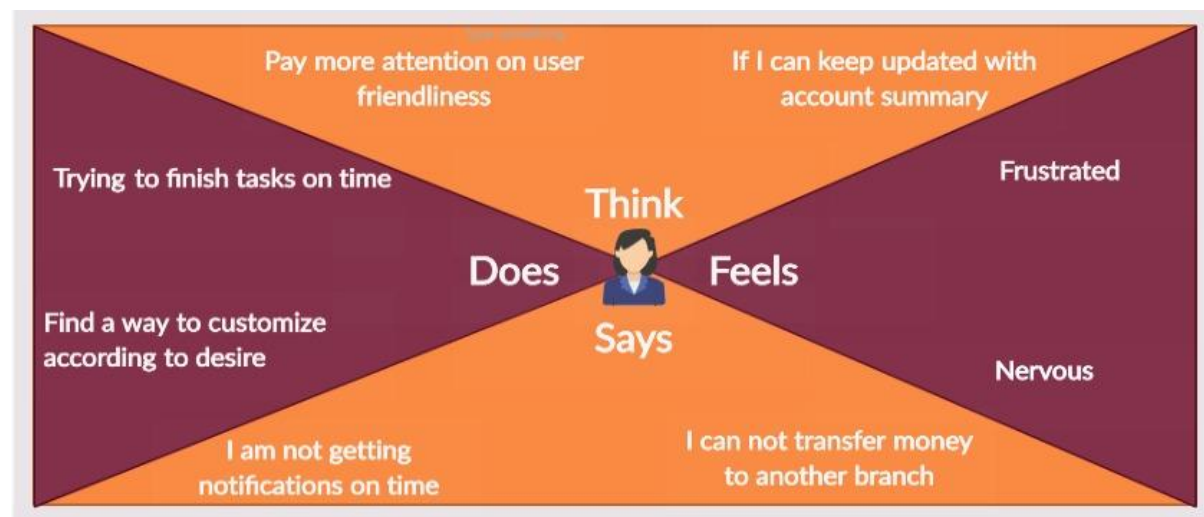 Pay more attention on user
friendliness
If I can keep updated with
account summary
Trying to finish tasks on time
Frustrated
Think
Does
Feels
Says
Find a way to customize
according to desire
Nervous
I am not getting
notifications on time
I can not transfer money
to another branch